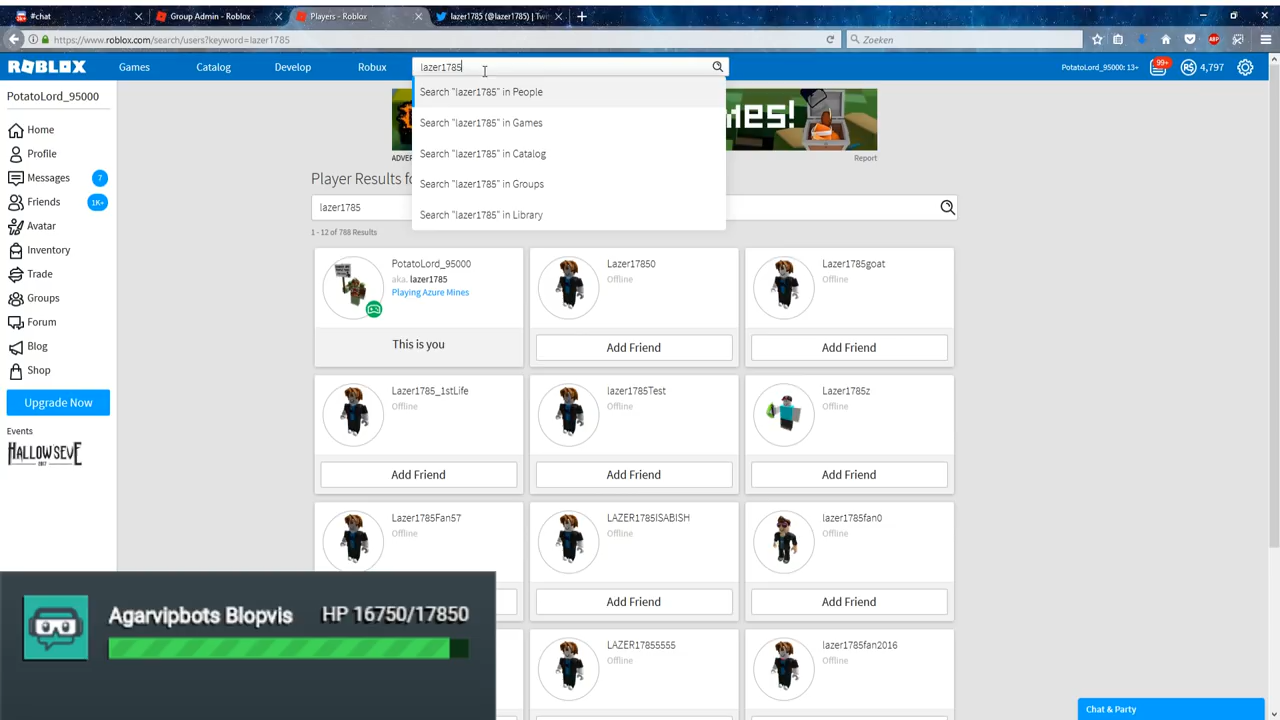 #chat
Group Admin - Roblox
Players - Roblox
lazer1785 (@lazer1785) | Twi
https://www.roblox.com/search/users?keyword=lazer1785
Zoeken
ABP
ROBLOX
Games
Catalog
Develop
Robux
lazer1785
PotatoLord_95000: 13+
99+
4,797
Search "lazer1785" in People
Search "lazer1785" in Games
Search "lazer1785" in Catalog
Search "lazer1785" in Groups
Search "lazer1785" in Library
PotatoLord_95000
Home
Profile
Messages
7
Friends
1K+
Avatar
Inventory
Trade
Groups
Forum
Blog
Shop
Upgrade Now
Events
HALLOW'S EVE
2017
mes!
ADVER
Report
Player Results fo
lazer1785
1 - 12 of 788 Results
PotatoLord_95000
aka. lazer1785
Playing Azure Mines
This is you
Lazer17850
Offline
Add Friend
Lazer1785goat
Offline
Add Friend
Lazer1785_1stLife
Offline
Add Friend
lazer1785Test
Offline
Add Friend
Lazer1785z
Offline
Add Friend
Lazer1785Fan57
Offline
LAZER1785ISABISH
Offline
Add Friend
lazer1785fan0
Offline
Add Friend
LAZER17855555
Offline
lazer1785fan2016
Offline
Agarvipbots Blopvis
HP 16750/17850
Chat & Party